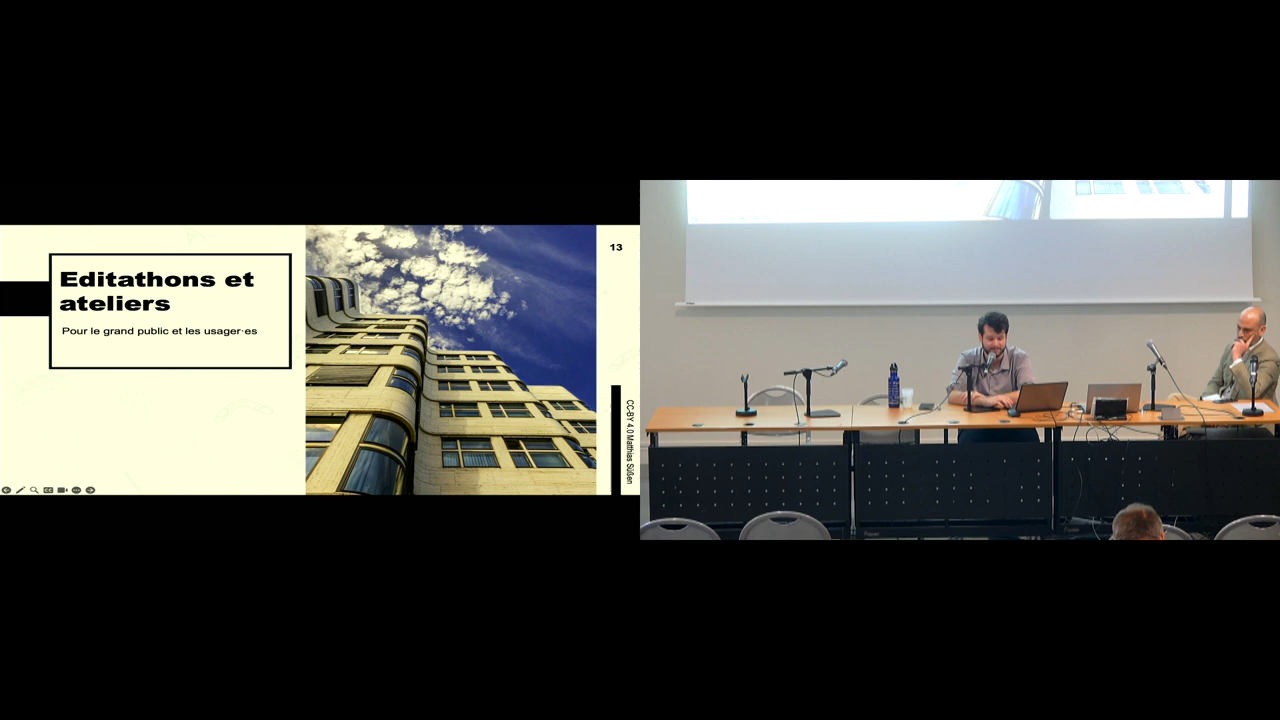 Editathons et
ateliers
Pour le grand public et les usager·es
13
CC-BY 4.0 Matthias Süßen